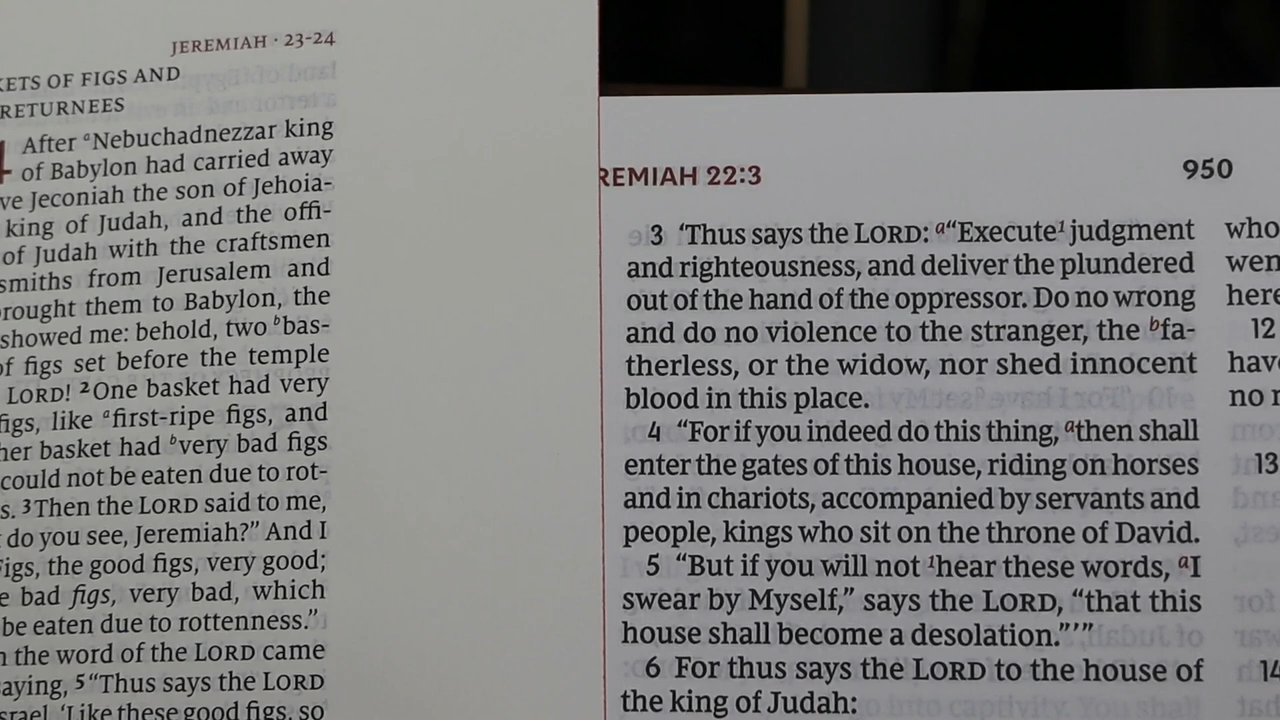 JEREMIAH · 23-24
KETS OF FIGS AND
RETURNEES
After ᵃNebuchadnezzar king
of Babylon had carried away
ve Jeconiah the son of Jehoia-
king of Judah, and the offi-
of Judah with the craftsmen
smiths from Jerusalem and
rought them to Babylon, the
showed me: behold, two ᵇbas-
of figs set before the temple
LORD! ²One basket had very
figs, like ᵃfirst-ripe figs, and
her basket had ᵇvery bad figs
could not be eaten due to rot-
s. ³Then the LORD said to me,
do you see, Jeremiah?” And I
Figs, the good figs, very good;
e bad figs, very bad, which
be eaten due to rottenness.”
n the word of the LORD came
aying, ⁵“Thus says the LORD
srael, ‘Like these good figs, so
REMIAH 22:3
950
3 ‘Thus says the LORD: ᵃ“Execute¹ judgment
and righteousness, and deliver the plundered
out of the hand of the oppressor. Do no wrong
and do no violence to the stranger, the ᵇfa-
therless, or the widow, nor shed innocent
blood in this place.
4 “For if you indeed do this thing, ᵃthen shall
enter the gates of this house, riding on horses
and in chariots, accompanied by servants and
people, kings who sit on the throne of David.
5 “But if you will not ¹hear these words, ᵃI
swear by Myself,” says the LORD, “that this
house shall become a desolation.”’”
6 For thus says the LORD to the house of
the king of Judah:
who
wen
here
12
have
no r
13
14